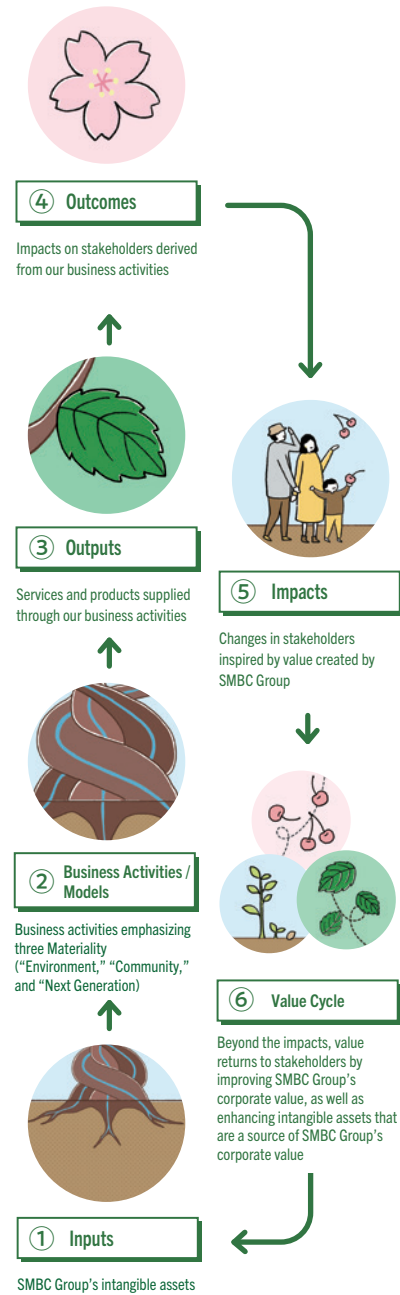 ④ Outcomes
Impacts on stakeholders derived
from our business activities
③ Outputs
Services and products supplied
through our business activities
② Business Activities /
Models
Business activities emphasizing
three Materiality
(“Environment,” “Community,”
and “Next Generation)
① Inputs
SMBC Group’s intangible assets
⑤ Impacts
Changes in stakeholders
inspired by value created by
SMBC Group
⑥ Value Cycle
Beyond the impacts, value
returns to stakeholders by
improving SMBC Group’s
corporate value, as well as
enhancing intangible assets that
are a source of SMBC Group’s
corporate value